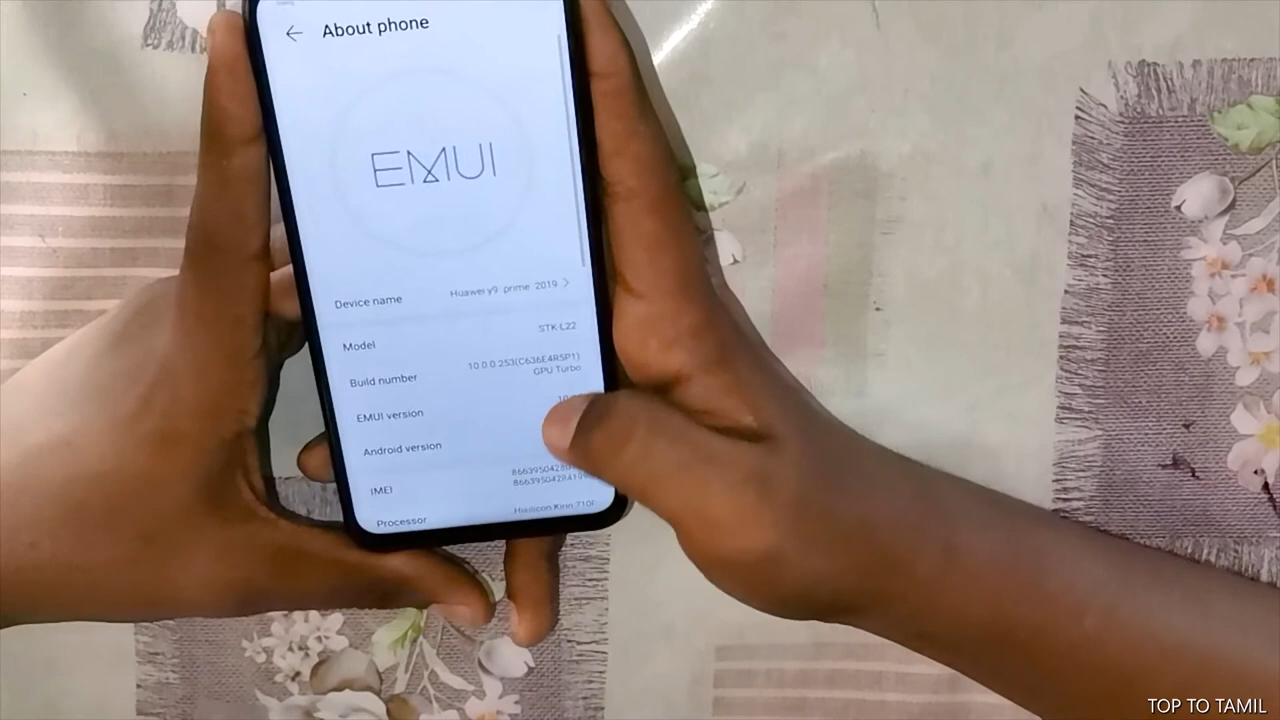 About phone
EMUI
Device name
Huawei y9 prime 2019
Model
STK-L22
Build number
10.0.0.253(C636E4R5P1)
GPU Turbo
EMUI version
Android version
IMEI
Processor
Hisilicon Kirin 710F
TOP TO TAMIL